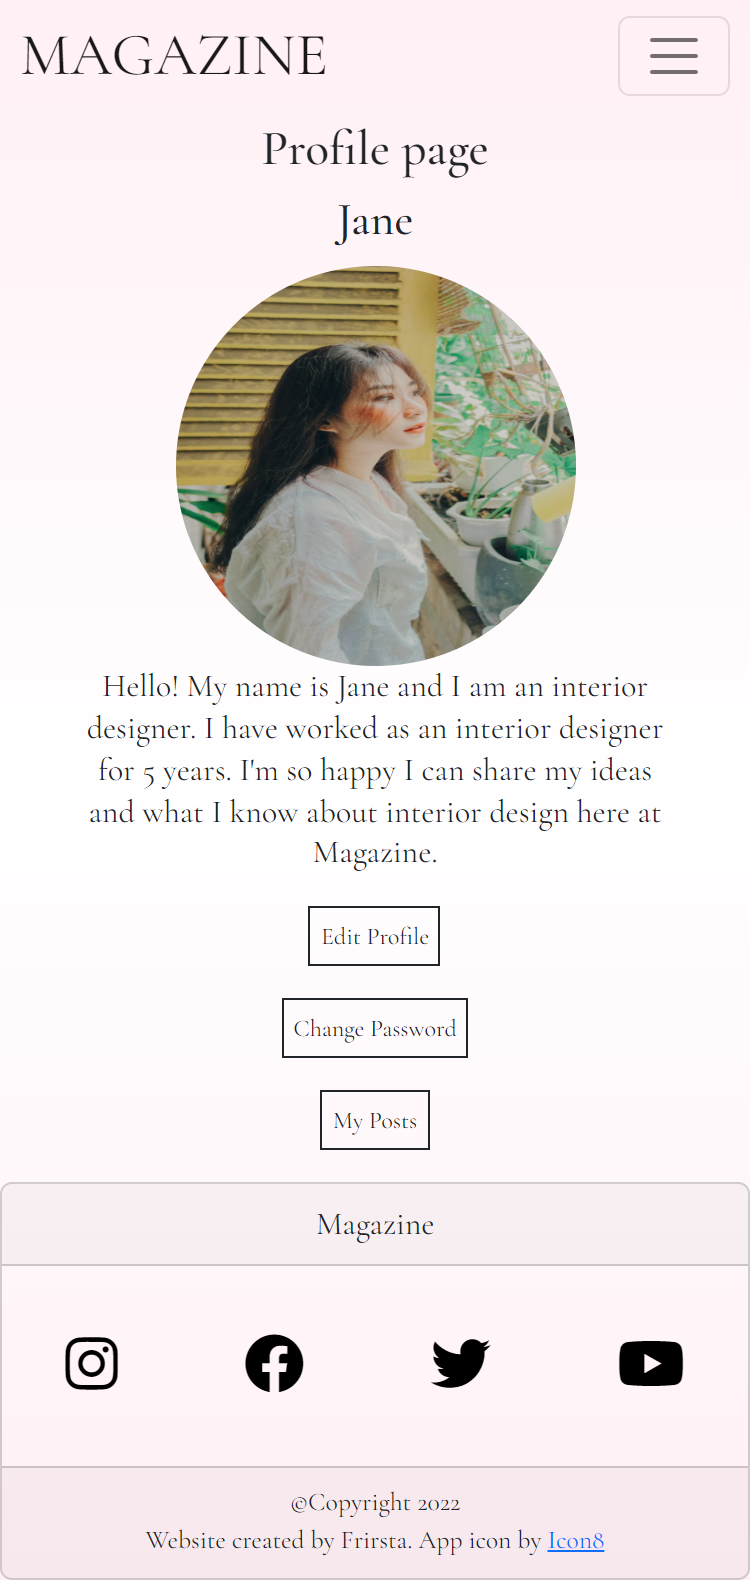 MAGAZINE
Profile page
Jane
Hello! My name is Jane and I am an interior
designer. I have worked as an interior designer
for 5 years. I'm so happy I can share my ideas
and what I know about interior design here at
Magazine.
Edit Profile
Change Password
My Posts
Magazine
©Copyright 2022
Website created by Frirsta. App icon by Icon8